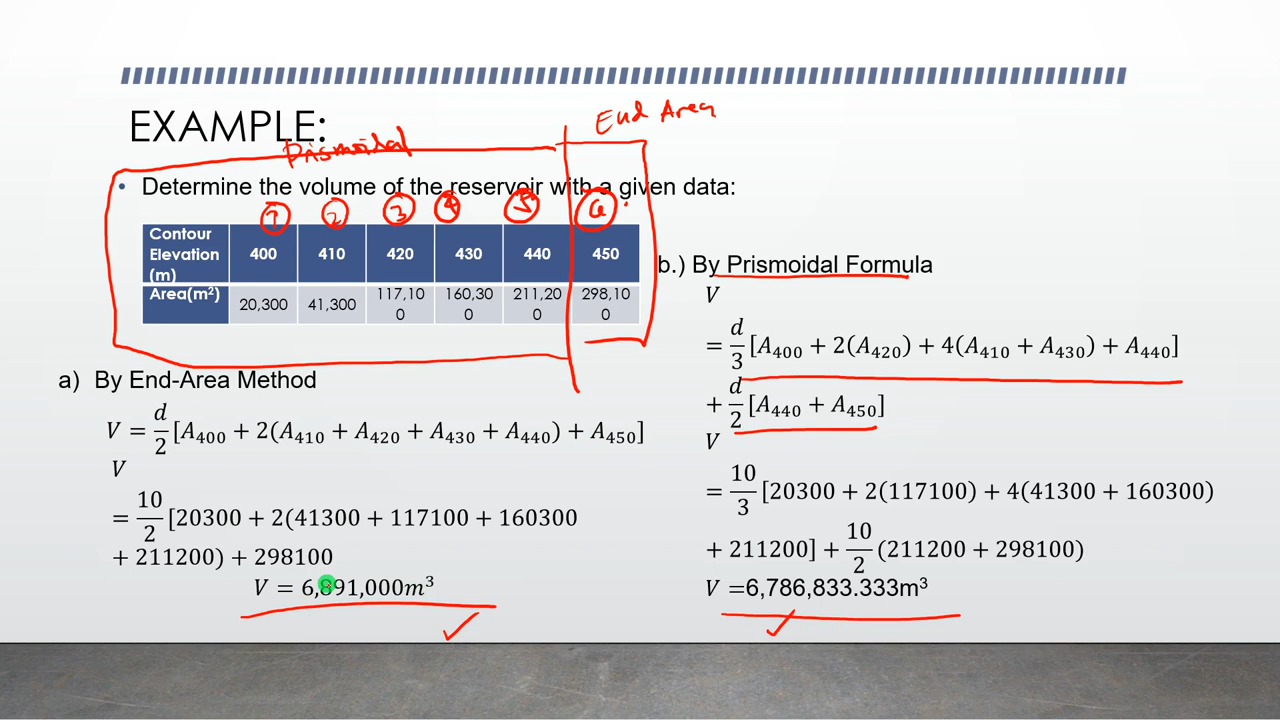 End Area
EXAMPLE:
Prismoidal
• Determine the volume of the reservoir with a given data:
1 2 3 4 5 6
Contour Elevation (m) 400 410 420 430 440 450
Area(m²) 20,300 41,300 117,100 160,300 211,200 298,100
a) By End-Area Method
V = d/2 [A₄₀₀ + 2(A₄₁₀ + A₄₂₀ + A₄₃₀ + A₄₄₀) + A₄₅₀]
V
= 10/2 [20300 + 2(41300 + 117100 + 160300
+ 211200) + 298100
V = 6,891,000m³
b.) By Prismoidal Formula
V
= d/3 [A₄₀₀ + 2(A₄₂₀) + 4(A₄₁₀ + A₄₃₀) + A₄₄₀]
+ d/2 [A₄₄₀ + A₄₅₀]
V
= 10/3 [20300 + 2(117100) + 4(41300 + 160300)
+ 211200] + 10/2 (211200 + 298100)
V =6,786,833.333m³